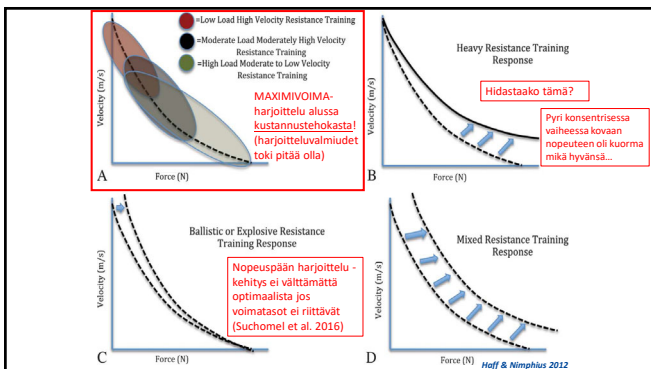 =Low Load High Velocity Resistance Training
=Moderate Load Moderately High Velocity
Resistance Training
=High Load Moderate to Low Velocity
Resistance Training
MAXIMIVOIMA-
harjoittelu alussa
kustannustehokasta!
(harjoitteluvalmiudet
toki pitää olla)
Velocity (m/s)
A
Force (N)
Heavy Resistance Training
Response
Hidastaako tämä?
Pyri konsentrisessa
vaiheessa kovaan
nopeuteen oli kuorma
mikä hyvänsä...
Velocity (m/s)
B
Force (N)
Ballistic or Explosive Resistance
Training Response
Nopeuspään harjoittelu -
kehitys ei välttämättä
optimaalista jos
voimatasot ei riittävät
(Suchomel et al. 2016)
Velocity (m/s)
C
Force (N)
Mixed Resistance Training
Response
Velocity (m/s)
D
Force (N)
Haff & Nimphius 2012